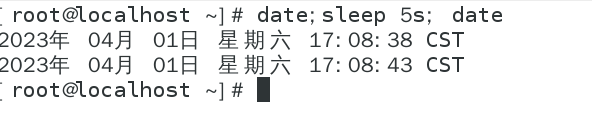 [ root@localhost ~] # date; sleep 5s; date
2023年 04月 01日 星期六 17: 08: 38 CST
2023年 04月 01日 星期六 17: 08: 43 CST
[ root@localhost ~] #